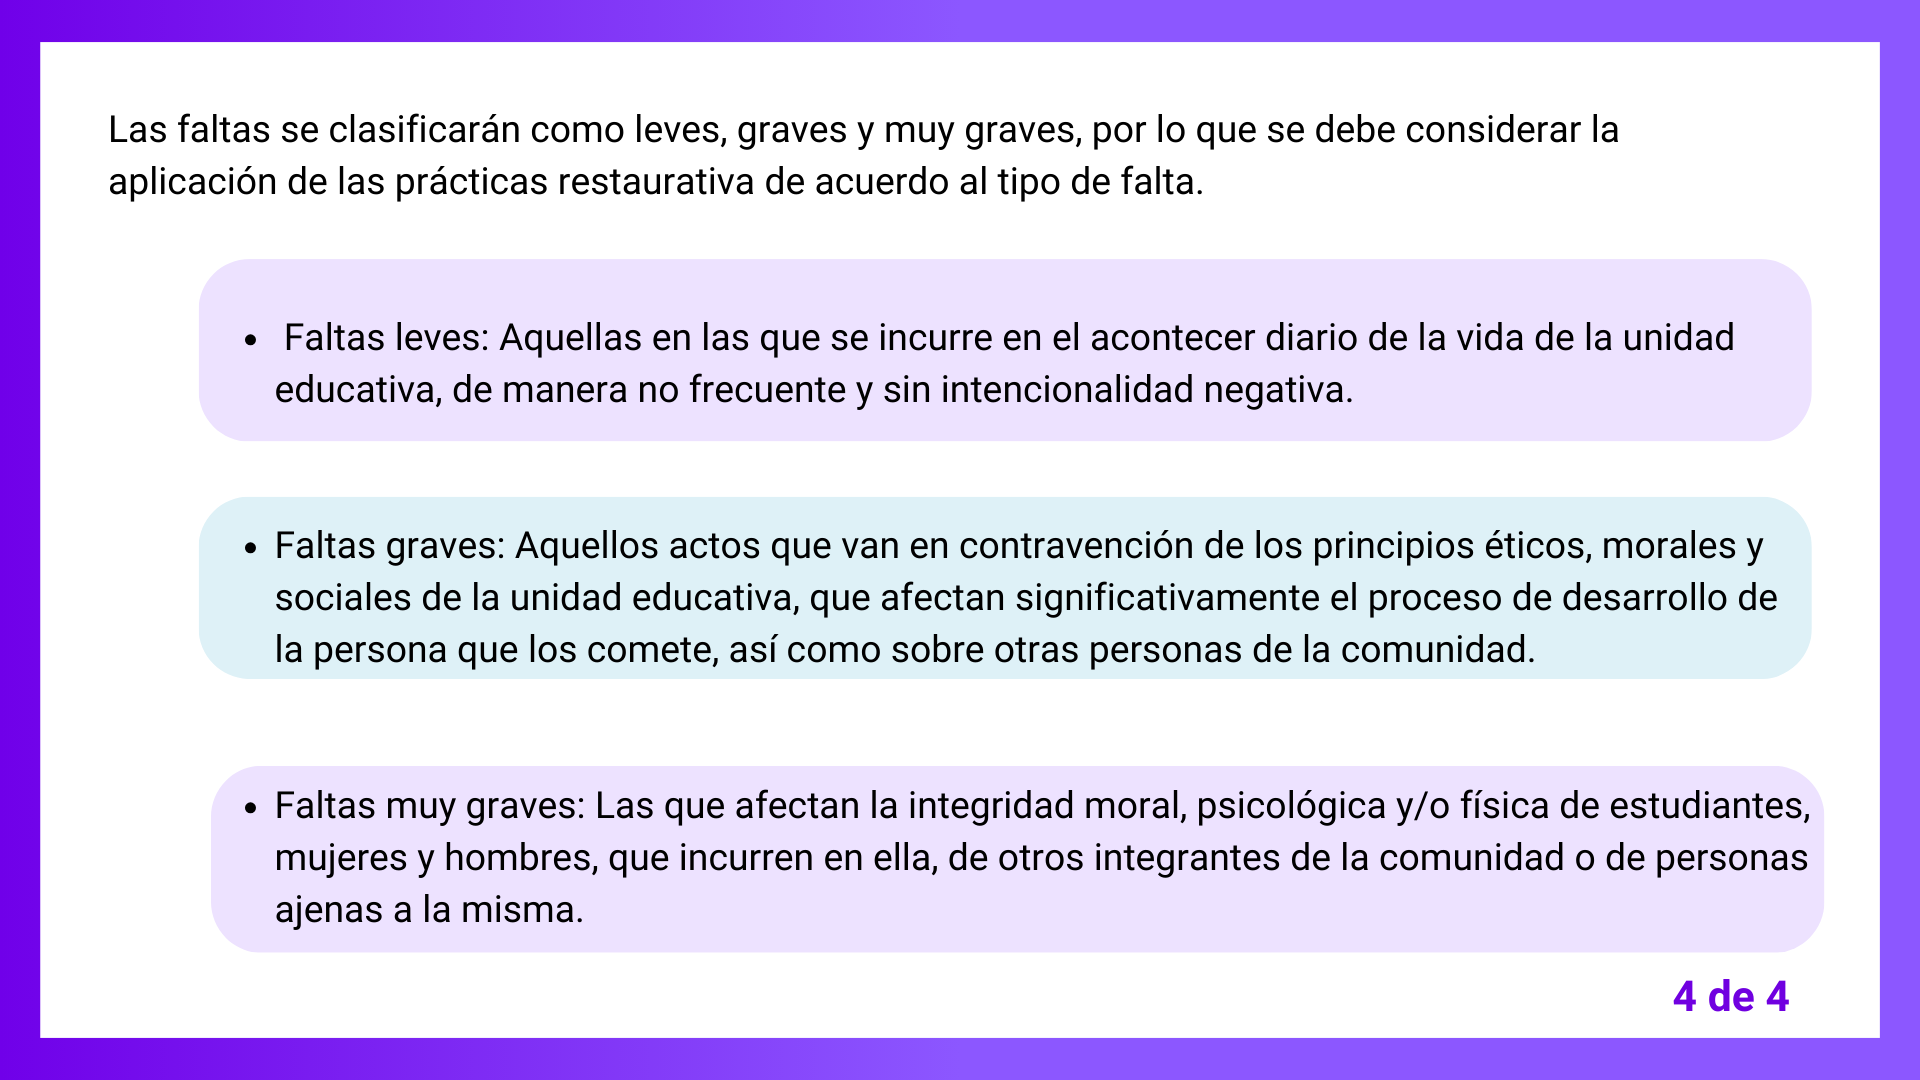 Las faltas se clasificarán como leves, graves y muy graves, por lo que se debe considerar la
aplicación de las prácticas restaurativa de acuerdo al tipo de falta.
• Faltas leves: Aquellas en las que se incurre en el acontecer diario de la vida de la unidad
educativa, de manera no frecuente y sin intencionalidad negativa.
• Faltas graves: Aquellos actos que van en contravención de los principios éticos, morales y
sociales de la unidad educativa, que afectan significativamente el proceso de desarrollo de
la persona que los comete, así como sobre otras personas de la comunidad.
• Faltas muy graves: Las que afectan la integridad moral, psicológica y/o física de estudiantes,
mujeres y hombres, que incurren en ella, de otros integrantes de la comunidad o de personas
ajenas a la misma.
4 de 4